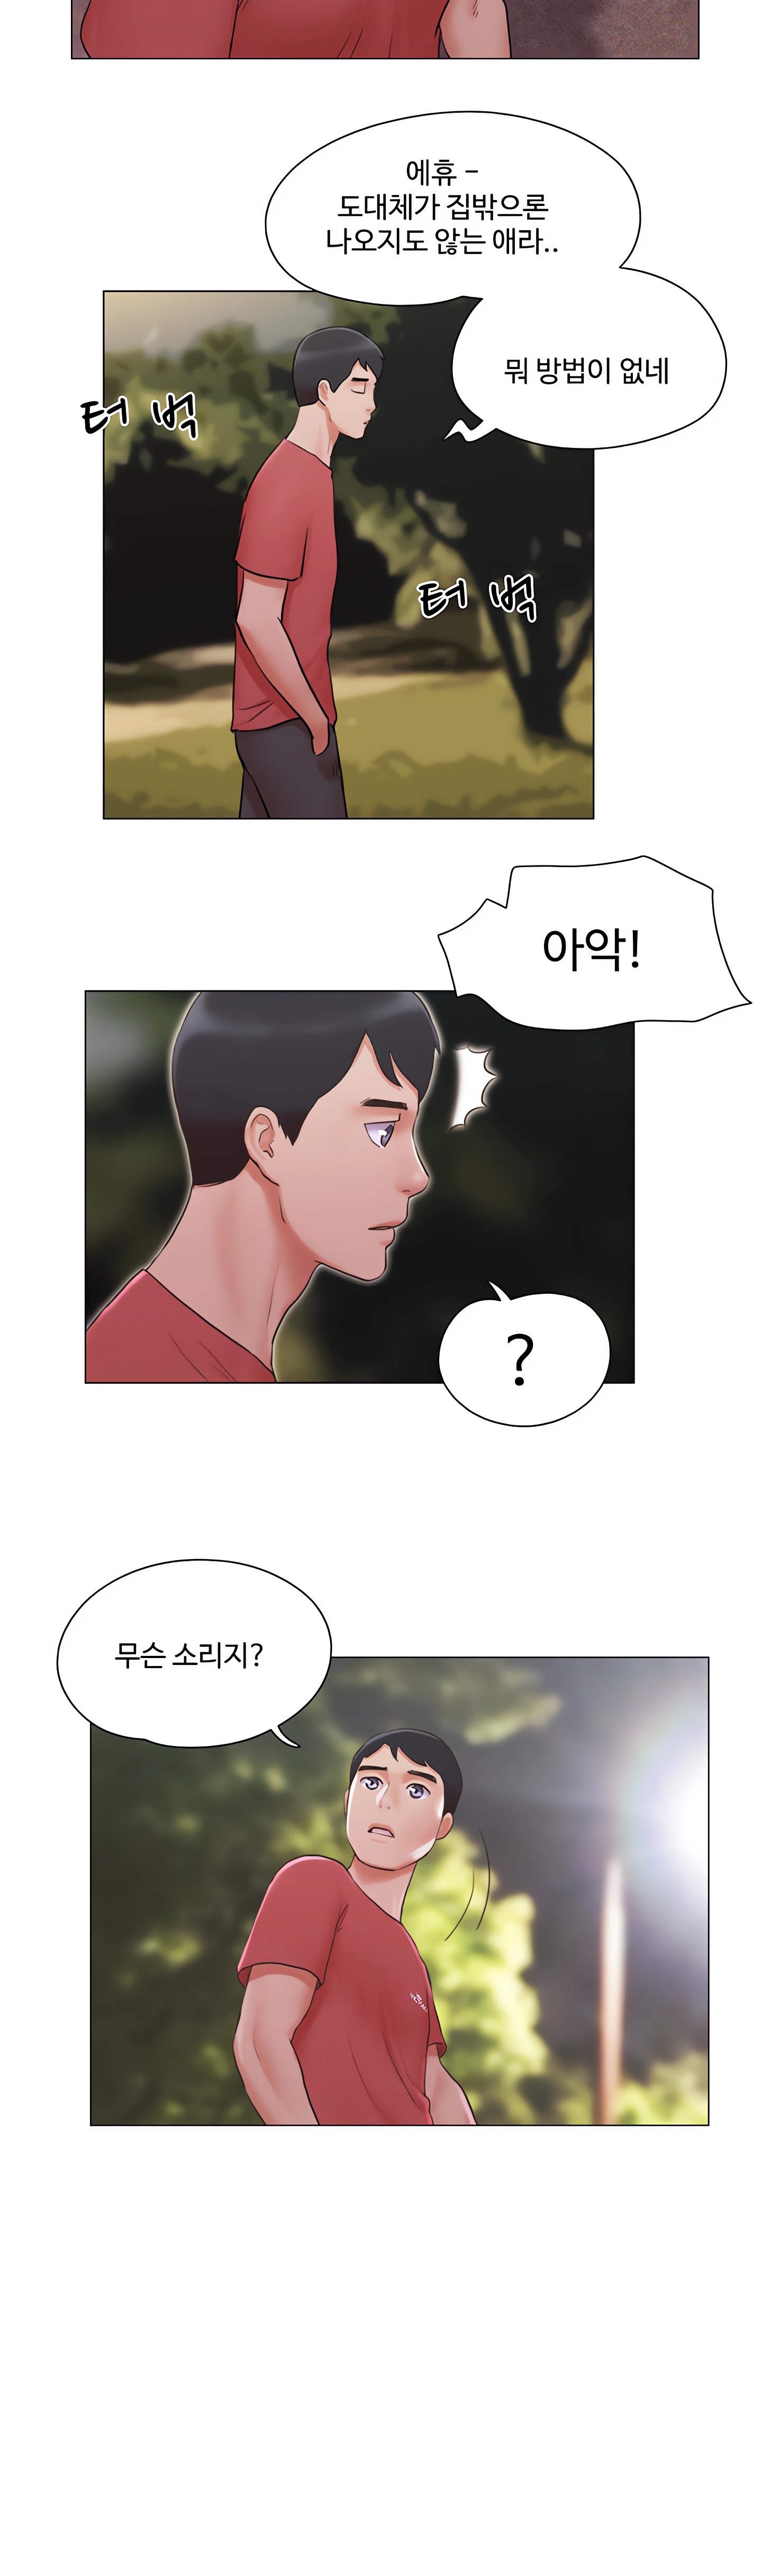 에휴 -
도대체가 집밖으론
나오지도 않는 애라..
뭐 방법이 없네
터 벅
터 벅
아악!
?
무슨 소리지?